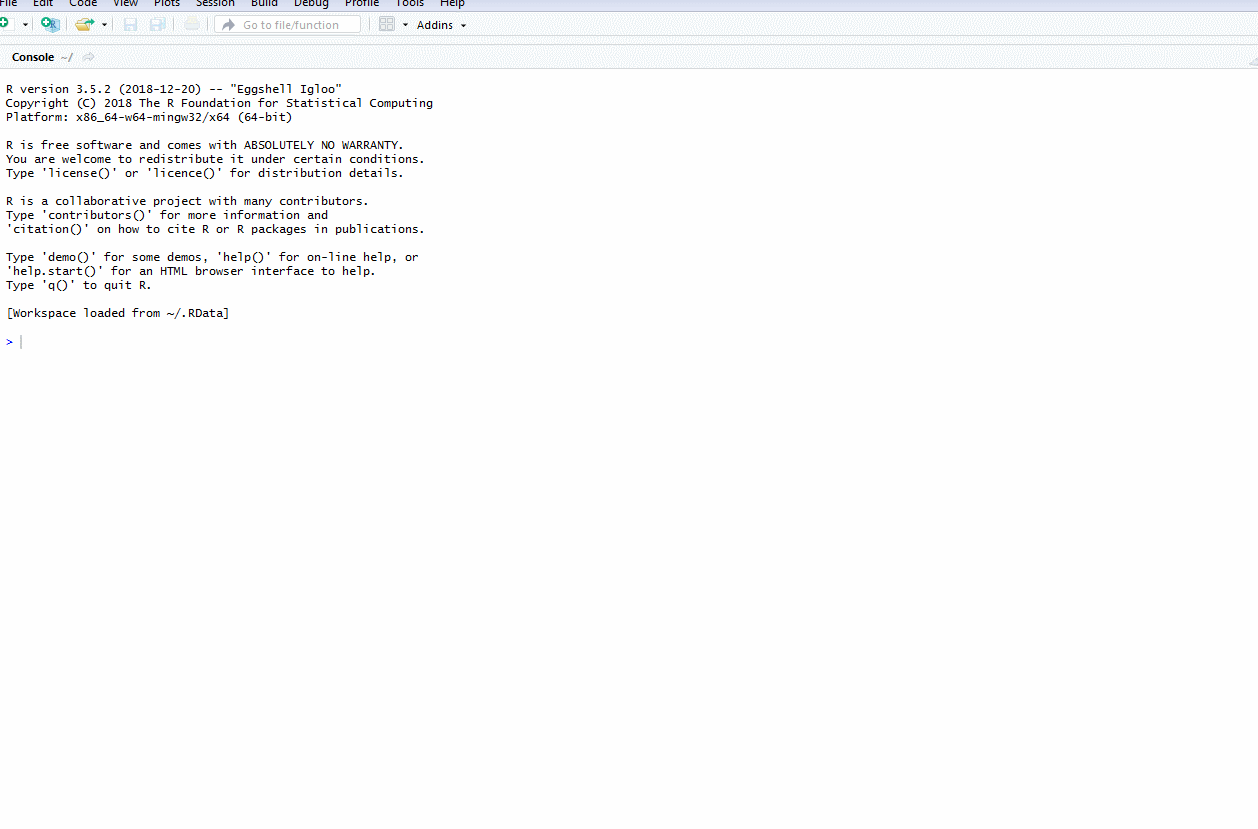 File Edit Code View Plots Session Build Debug Profile Tools Help
Go to file/function Addins
Console ~/
R version 3.5.2 (2018-12-20) -- "Eggshell Igloo"
Copyright (C) 2018 The R Foundation for Statistical Computing
Platform: x86_64-w64-mingw32/x64 (64-bit)
R is free software and comes with ABSOLUTELY NO WARRANTY.
You are welcome to redistribute it under certain conditions.
Type 'license()' or 'licence()' for distribution details.
R is a collaborative project with many contributors.
Type 'contributors()' for more information and
'citation()' on how to cite R or R packages in publications.
Type 'demo()' for some demos, 'help()' for on-line help, or
'help.start()' for an HTML browser interface to help.
Type 'q()' to quit R.
[Workspace loaded from ~/.RData]
>